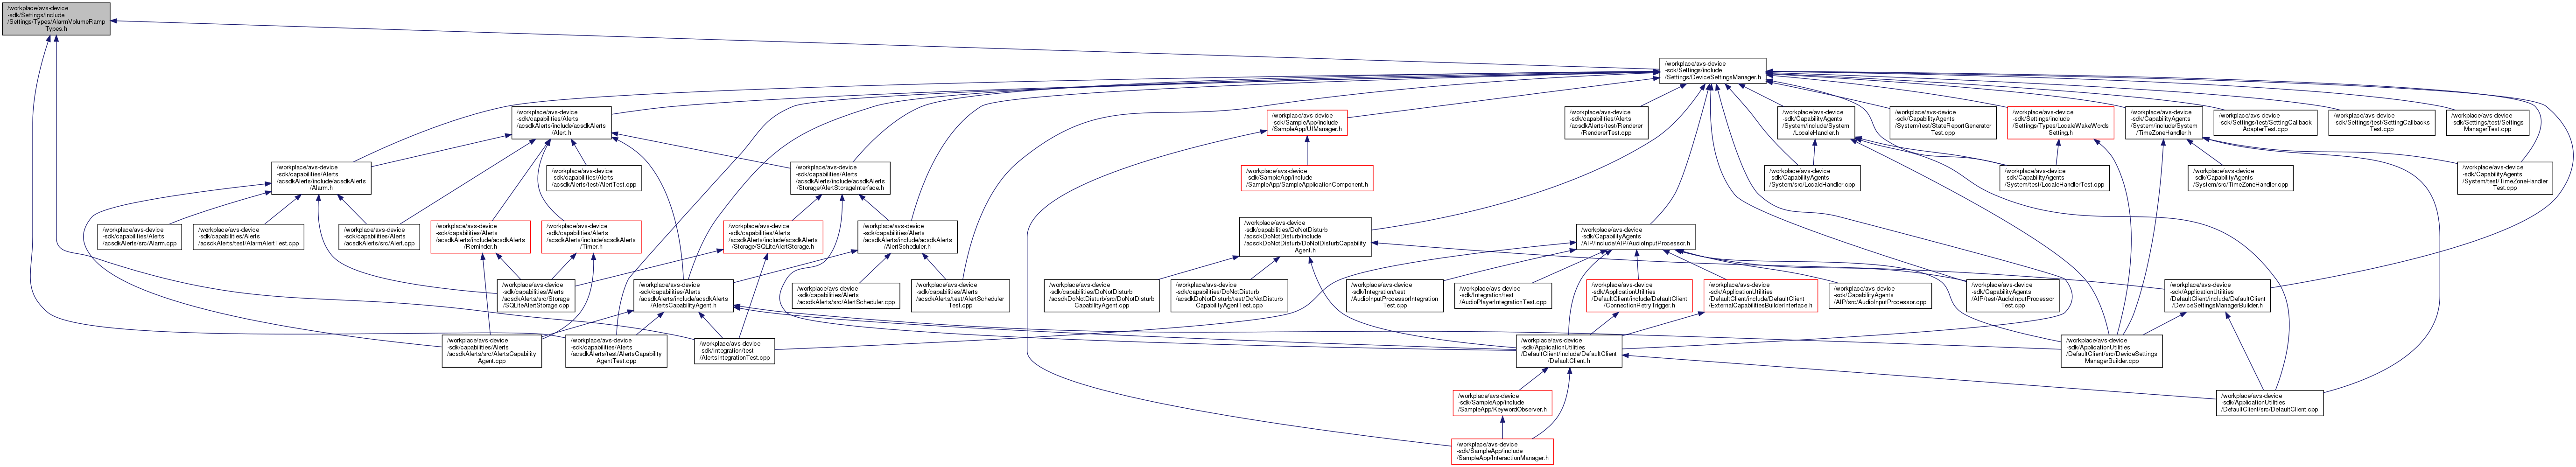 /workplace/avs-device
-sdk/Settings/include
/Settings/Types/AlarmVolumeRamp
Types.h
/workplace/avs-device
-sdk/Settings/include
/Settings/DeviceSettingsManager.h
/workplace/avs-device
-sdk/capabilities/Alerts
/acsdkAlerts/include/acsdkAlerts
/Alert.h
/workplace/avs-device
-sdk/SampleApp/include
/SampleApp/UIManager.h
/workplace/avs-device
-sdk/capabilities/Alerts
/acsdkAlerts/test/Renderer
/RendererTest.cpp
/workplace/avs-device
-sdk/CapabilityAgents
/System/include/System
/LocaleHandler.h
/workplace/avs-device
-sdk/CapabilityAgents
/System/test/StateReportGenerator
Test.cpp
/workplace/avs-device
-sdk/Settings/include
/Settings/Types/LocaleWakeWords
Setting.h
/workplace/avs-device
-sdk/CapabilityAgents
/System/include/System
/TimeZoneHandler.h
/workplace/avs-device
-sdk/Settings/test/SettingCallback
AdapterTest.cpp
/workplace/avs-device
-sdk/Settings/test/SettingCallbacks
Test.cpp
/workplace/avs-device
-sdk/Settings/test/Settings
ManagerTest.cpp
/workplace/avs-device
-sdk/capabilities/Alerts
/acsdkAlerts/include/acsdkAlerts
/Alarm.h
/workplace/avs-device
-sdk/capabilities/Alerts
/acsdkAlerts/test/AlertTest.cpp
/workplace/avs-device
-sdk/capabilities/Alerts
/acsdkAlerts/include/acsdkAlerts
/Storage/AlertStorageInterface.h
/workplace/avs-device
-sdk/SampleApp/include
/SampleApp/SampleApplicationComponent.h
/workplace/avs-device
-sdk/CapabilityAgents
/System/src/LocaleHandler.cpp
/workplace/avs-device
-sdk/CapabilityAgents
/System/test/LocaleHandlerTest.cpp
/workplace/avs-device
-sdk/CapabilityAgents
/System/src/TimeZoneHandler.cpp
/workplace/avs-device
-sdk/CapabilityAgents
/System/test/TimeZoneHandler
Test.cpp
/workplace/avs-device
-sdk/capabilities/Alerts
/acsdkAlerts/src/Alarm.cpp
/workplace/avs-device
-sdk/capabilities/Alerts
/acsdkAlerts/test/AlarmAlertTest.cpp
/workplace/avs-device
-sdk/capabilities/Alerts
/acsdkAlerts/src/Alert.cpp
/workplace/avs-device
-sdk/capabilities/Alerts
/acsdkAlerts/include/acsdkAlerts
/Reminder.h
/workplace/avs-device
-sdk/capabilities/Alerts
/acsdkAlerts/include/acsdkAlerts
/Timer.h
/workplace/avs-device
-sdk/capabilities/Alerts
/acsdkAlerts/include/acsdkAlerts
/Storage/SQLiteAlertStorage.h
/workplace/avs-device
-sdk/capabilities/Alerts
/acsdkAlerts/include/acsdkAlerts
/AlertScheduler.h
/workplace/avs-device
-sdk/capabilities/DoNotDisturb
/acsdkDoNotDisturb/include
/acsdkDoNotDisturb/DoNotDisturbCapability
Agent.h
/workplace/avs-device
-sdk/CapabilityAgents
/AIP/include/AIP/AudioInputProcessor.h
/workplace/avs-device
-sdk/capabilities/Alerts
/acsdkAlerts/src/Storage
/SQLiteAlertStorage.cpp
/workplace/avs-device
-sdk/capabilities/Alerts
/acsdkAlerts/include/acsdkAlerts
/AlertsCapabilityAgent.h
/workplace/avs-device
-sdk/capabilities/Alerts
/acsdkAlerts/src/AlertScheduler.cpp
/workplace/avs-device
-sdk/capabilities/Alerts
/acsdkAlerts/test/AlertScheduler
Test.cpp
/workplace/avs-device
-sdk/capabilities/DoNotDisturb
/acsdkDoNotDisturb/src/DoNotDisturb
CapabilityAgent.cpp
/workplace/avs-device
-sdk/capabilities/DoNotDisturb
/acsdkDoNotDisturb/test/DoNotDisturb
CapabilityAgentTest.cpp
/workplace/avs-device
-sdk/Integration/test
/AudioInputProcessorIntegration
Test.cpp
/workplace/avs-device
-sdk/Integration/test
/AudioPlayerIntegrationTest.cpp
/workplace/avs-device
-sdk/ApplicationUtilities
/DefaultClient/include/DefaultClient
/ConnectionRetryTrigger.h
/workplace/avs-device
-sdk/ApplicationUtilities
/DefaultClient/include/DefaultClient
/ExternalCapabilitiesBuilderInterface.h
/workplace/avs-device
-sdk/CapabilityAgents
/AIP/src/AudioInputProcessor.cpp
/workplace/avs-device
-sdk/CapabilityAgents
/AIP/test/AudioInputProcessor
Test.cpp
/workplace/avs-device
-sdk/ApplicationUtilities
/DefaultClient/include/DefaultClient
/DeviceSettingsManagerBuilder.h
/workplace/avs-device
-sdk/capabilities/Alerts
/acsdkAlerts/src/AlertsCapability
Agent.cpp
/workplace/avs-device
-sdk/capabilities/Alerts
/acsdkAlerts/test/AlertsCapability
AgentTest.cpp
/workplace/avs-device
-sdk/Integration/test
/AlertsIntegrationTest.cpp
/workplace/avs-device
-sdk/ApplicationUtilities
/DefaultClient/include/DefaultClient
/DefaultClient.h
/workplace/avs-device
-sdk/ApplicationUtilities
/DefaultClient/src/DeviceSettings
ManagerBuilder.cpp
/workplace/avs-device
-sdk/SampleApp/include
/SampleApp/KeywordObserver.h
/workplace/avs-device
-sdk/ApplicationUtilities
/DefaultClient/src/DefaultClient.cpp
/workplace/avs-device
-sdk/SampleApp/include
/SampleApp/InteractionManager.h